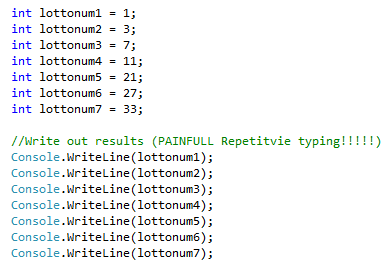 int lottonum1 = 1;
int lottonum2 = 3;
int lottonum3 = 7;
int lottonum4 = 11;
int lottonum5 = 21;
int lottonum6 = 27;
int lottonum7 = 33;
//Write out results (PAINFULL Repetitvie typing!!!!!)
Console.WriteLine(lottonum1);
Console.WriteLine(lottonum2);
Console.WriteLine(lottonum3);
Console.WriteLine(lottonum4);
Console.WriteLine(lottonum5);
Console.WriteLine(lottonum6);
Console.WriteLine(lottonum7);